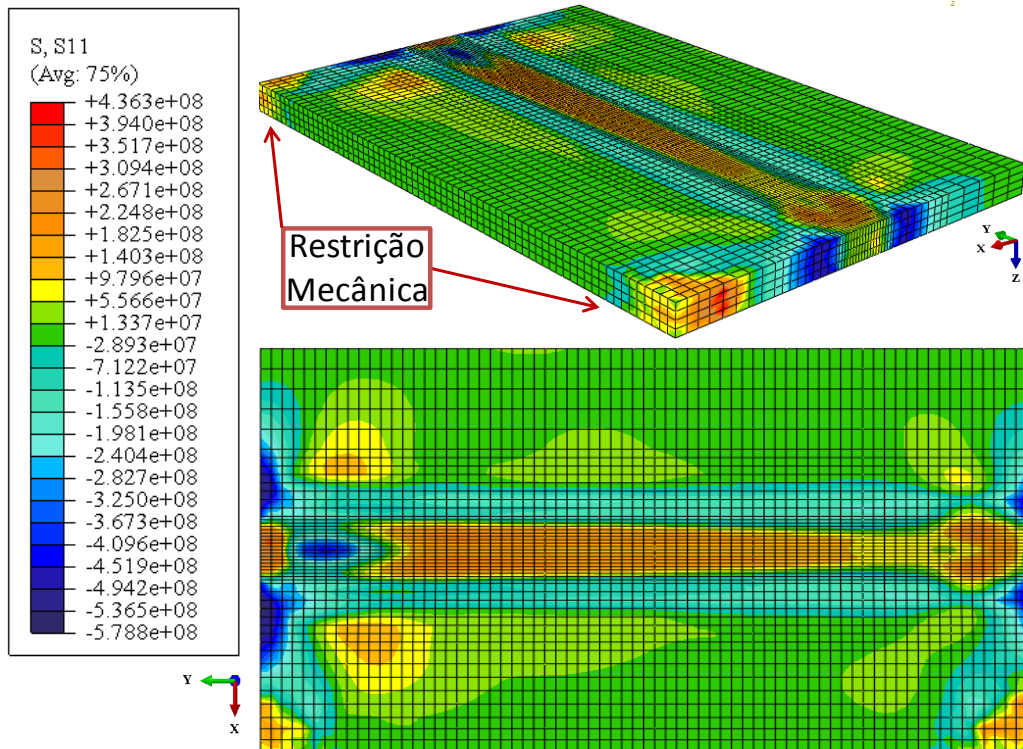 S, S11
(Avg: 75%)
+4.363e+08
+3.940e+08
+3.517e+08
+3.094e+08
+2.671e+08
+2.248e+08
+1.825e+08
+1.403e+08
+9.796e+07
+5.566e+07
+1.337e+07
-2.893e+07
-7.122e+07
-1.135e+08
-1.558e+08
-1.981e+08
-2.404e+08
-2.827e+08
-3.250e+08
-3.673e+08
-4.096e+08
-4.519e+08
-4.942e+08
-5.365e+08
-5.788e+08
Z
Restrição
Mecânica
Y
X
Z
Y
X